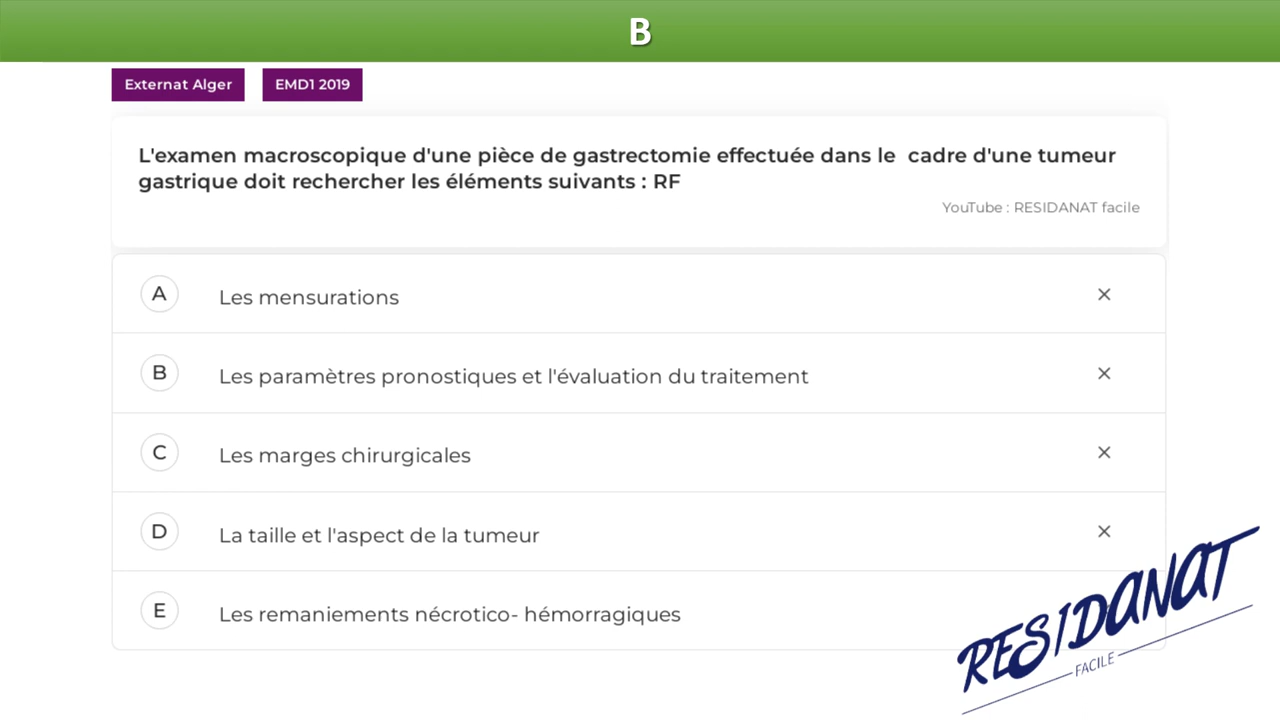 B
Externat Alger EMD1 2019
L'examen macroscopique d'une pièce de gastrectomie effectuée dans le cadre d'une tumeur
gastrique doit rechercher les éléments suivants : RF
YouTube : RESIDANAT facile
A Les mensurations ×
B Les paramètres pronostiques et l'évaluation du traitement ×
C Les marges chirurgicales ×
D La taille et l'aspect de la tumeur ×
E Les remaniements nécrotico- hémorragiques
RESIDANAT
FACILE